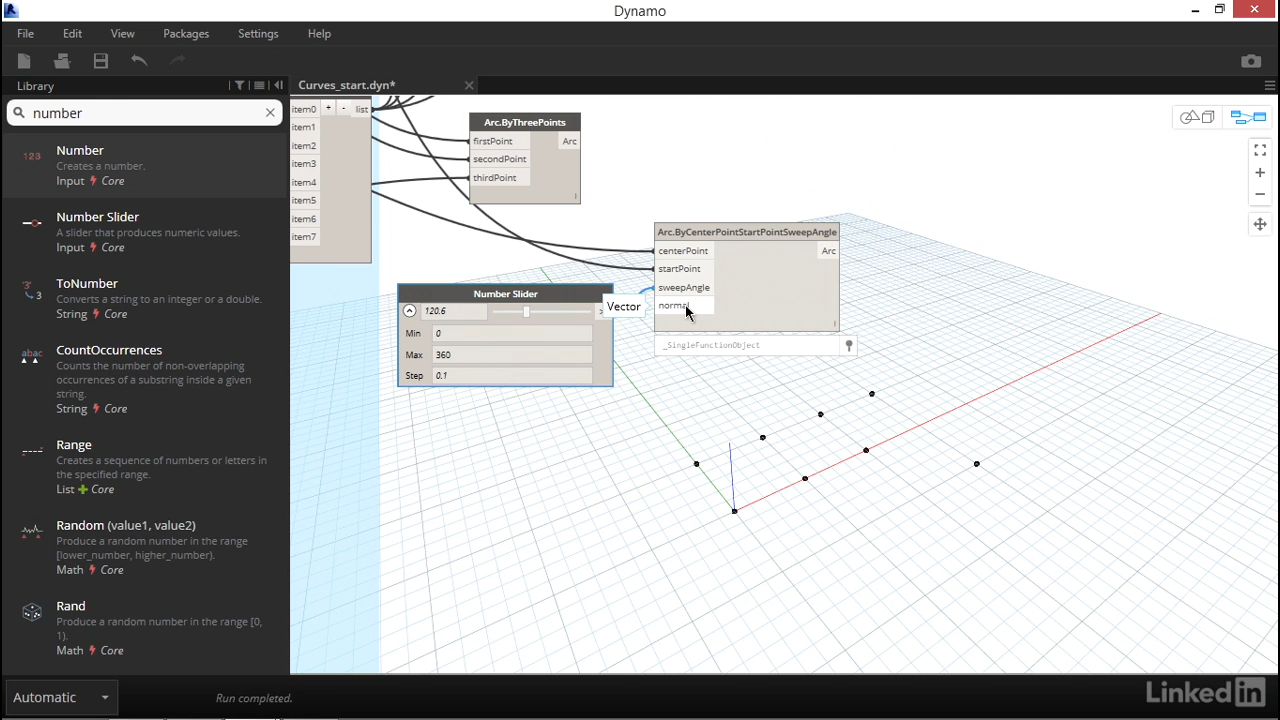 Dynamo
File Edit View Packages Settings Help
Library
Curves_start.dyn*
number
Number
Creates a number.
Input Core
Number Slider
A slider that produces numeric values.
Input Core
ToNumber
Converts a string to an integer or a double.
String Core
CountOccurrences
Counts the number of non-overlapping
occurrences of a substring inside a given
string.
String Core
Range
Creates a sequence of numbers or letters in
the specified range.
List Core
Random (value1, value2)
Produce a random number in the range
[lower_number, higher_number).
Math Core
Rand
Produce a random number in the range [0,
1).
Math Core
item0 + - list
item1
item2
item3
item4
item5
item6
item7
Arc.ByThreePoints
firstPoint Arc
secondPoint
thirdPoint
Arc.ByCenterPointStartPointSweepAngle
centerPoint Arc
startPoint
sweepAngle
normal
_SingleFunctionObject
Number Slider
120.6 >
Min 0
Max 360
Step 0.1
Vector
Automatic
Run completed.
LinkedIn